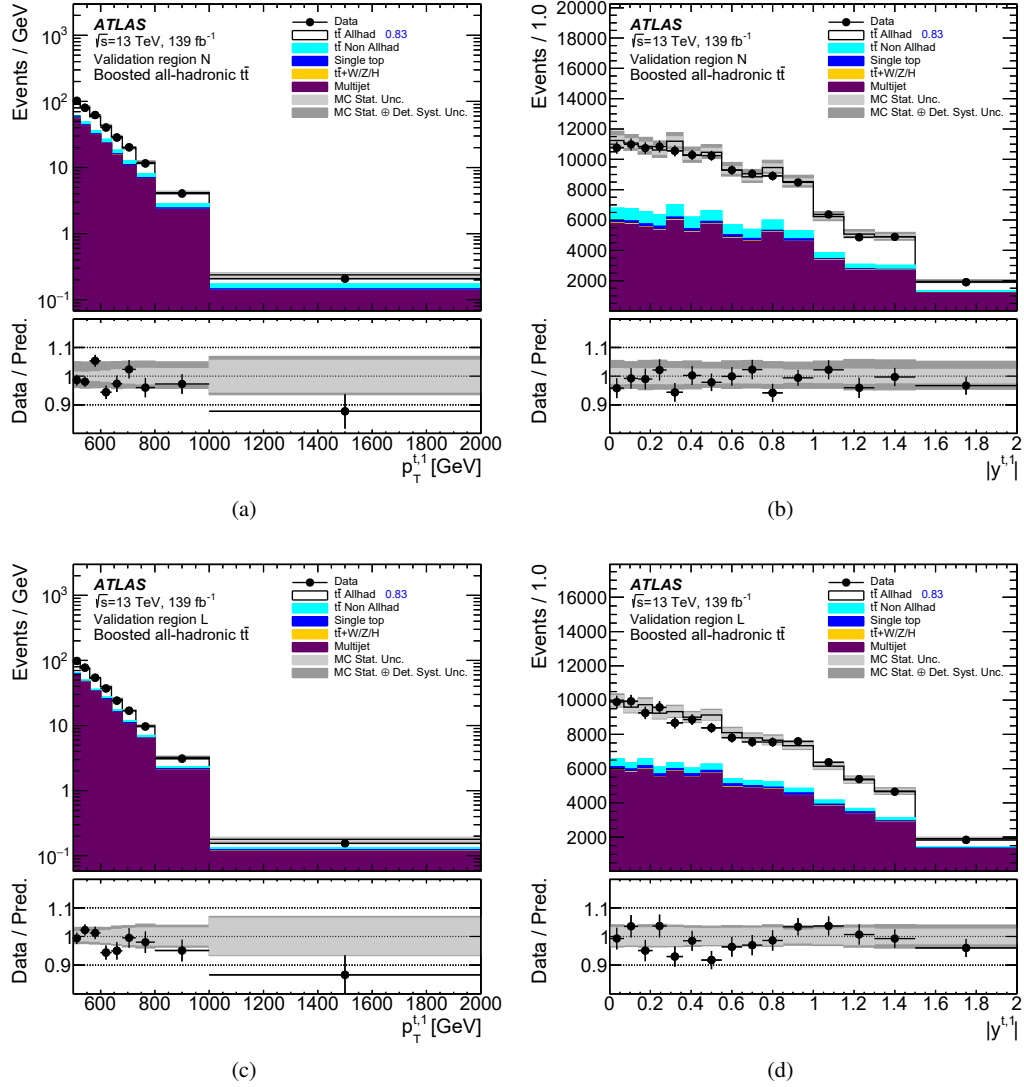 Events / GeV
10³
10²
10
1
10⁻¹
ATLAS
√s=13 TeV, 139 fb⁻¹
Validation region N
Boosted all-hadronic tt̄
Data
tt̄ Allhad 0.83
tt̄ Non Allhad
Single top
tt̄+W/Z/H
Multijet
MC Stat. Unc.
MC Stat. ⊕ Det. Syst. Unc.
Data / Pred.
1.1
1
0.9
600 800 1000 1200 1400 1600 1800 2000
p_T^{t,1} [GeV]
(a)
Events / 1.0
20000
18000
16000
14000
12000
10000
8000
6000
4000
2000
ATLAS
√s=13 TeV, 139 fb⁻¹
Validation region N
Boosted all-hadronic tt̄
Data
tt̄ Allhad 0.83
tt̄ Non Allhad
Single top
tt̄+W/Z/H
Multijet
MC Stat. Unc.
MC Stat. ⊕ Det. Syst. Unc.
Data / Pred.
1.1
1
0.9
0 0.2 0.4 0.6 0.8 1 1.2 1.4 1.6 1.8 2
|y^{t,1}|
(b)
Events / GeV
10³
10²
10
1
10⁻¹
ATLAS
√s=13 TeV, 139 fb⁻¹
Validation region L
Boosted all-hadronic tt̄
Data
tt̄ Allhad 0.83
tt̄ Non Allhad
Single top
tt̄+W/Z/H
Multijet
MC Stat. Unc.
MC Stat. ⊕ Det. Syst. Unc.
Data / Pred.
1.1
1
0.9
600 800 1000 1200 1400 1600 1800 2000
p_T^{t,1} [GeV]
(c)
Events / 1.0
16000
14000
12000
10000
8000
6000
4000
2000
ATLAS
√s=13 TeV, 139 fb⁻¹
Validation region L
Boosted all-hadronic tt̄
Data
tt̄ Allhad 0.83
tt̄ Non Allhad
Single top
tt̄+W/Z/H
Multijet
MC Stat. Unc.
MC Stat. ⊕ Det. Syst. Unc.
Data / Pred.
1.1
1
0.9
0 0.2 0.4 0.6 0.8 1 1.2 1.4 1.6 1.8 2
|y^{t,1}|
(d)